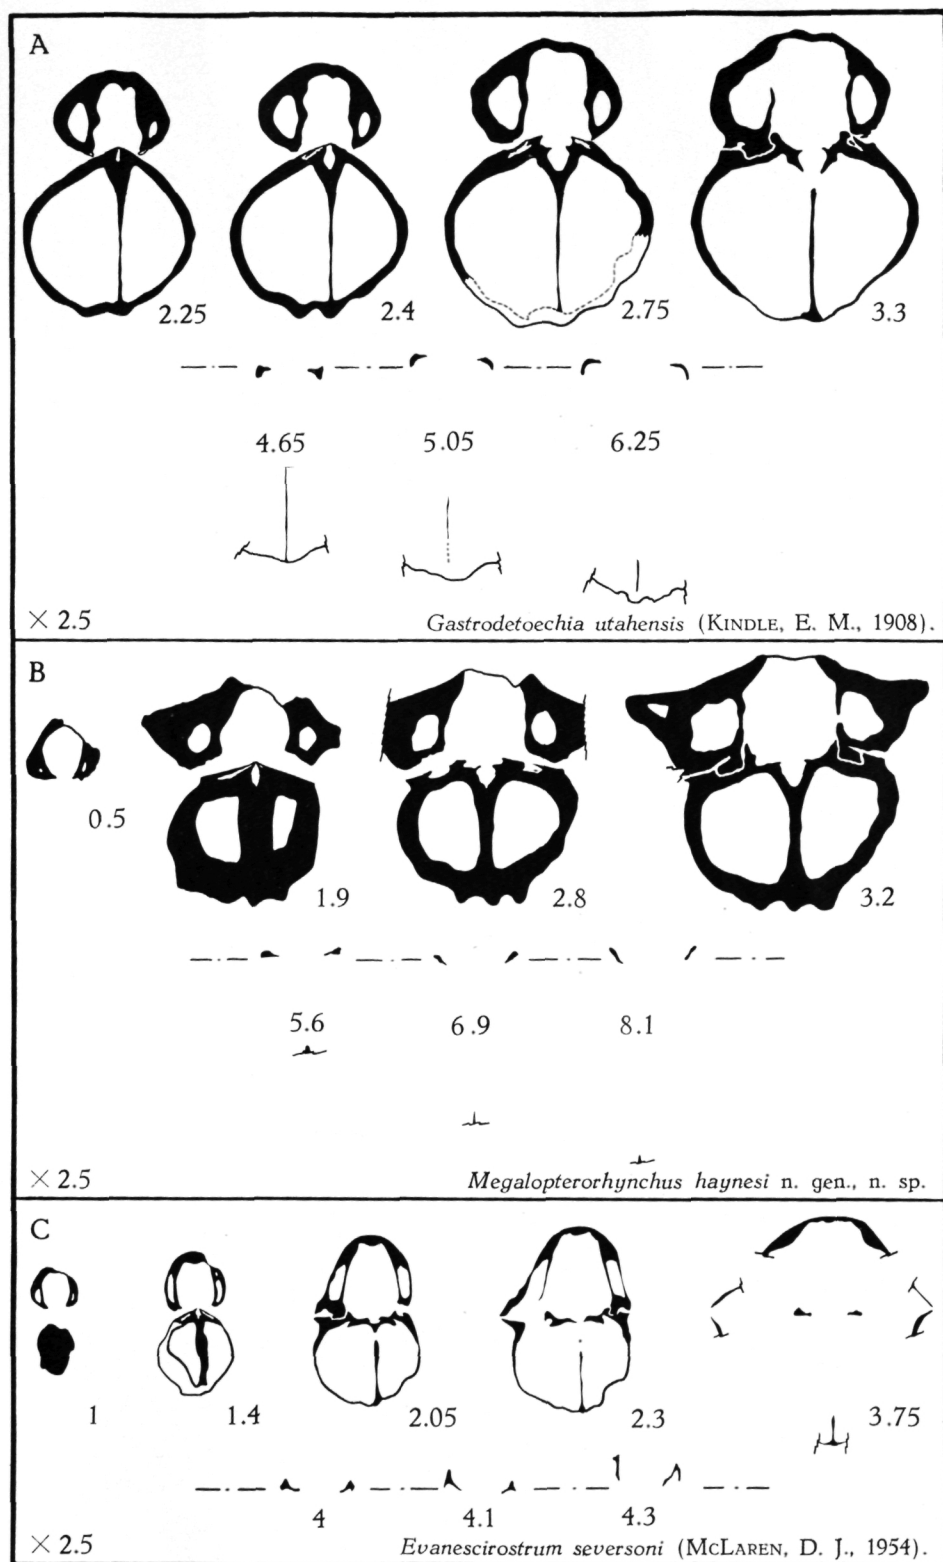 A
2.25 2.4 2.75 3.3
4.65 5.05 6.25
× 2.5 Gastrodetoechia utahensis (KINDLE, E. M., 1908).
B
0.5
1.9 2.8 3.2
5.6 6.9 8.1
× 2.5 Megalopterorhynchus haynesi n. gen., n. sp.
C
1 1.4 2.05 2.3 3.75
4 4.1 4.3
× 2.5 Evanescirostrum seversoni (MCLAREN, D. J., 1954).